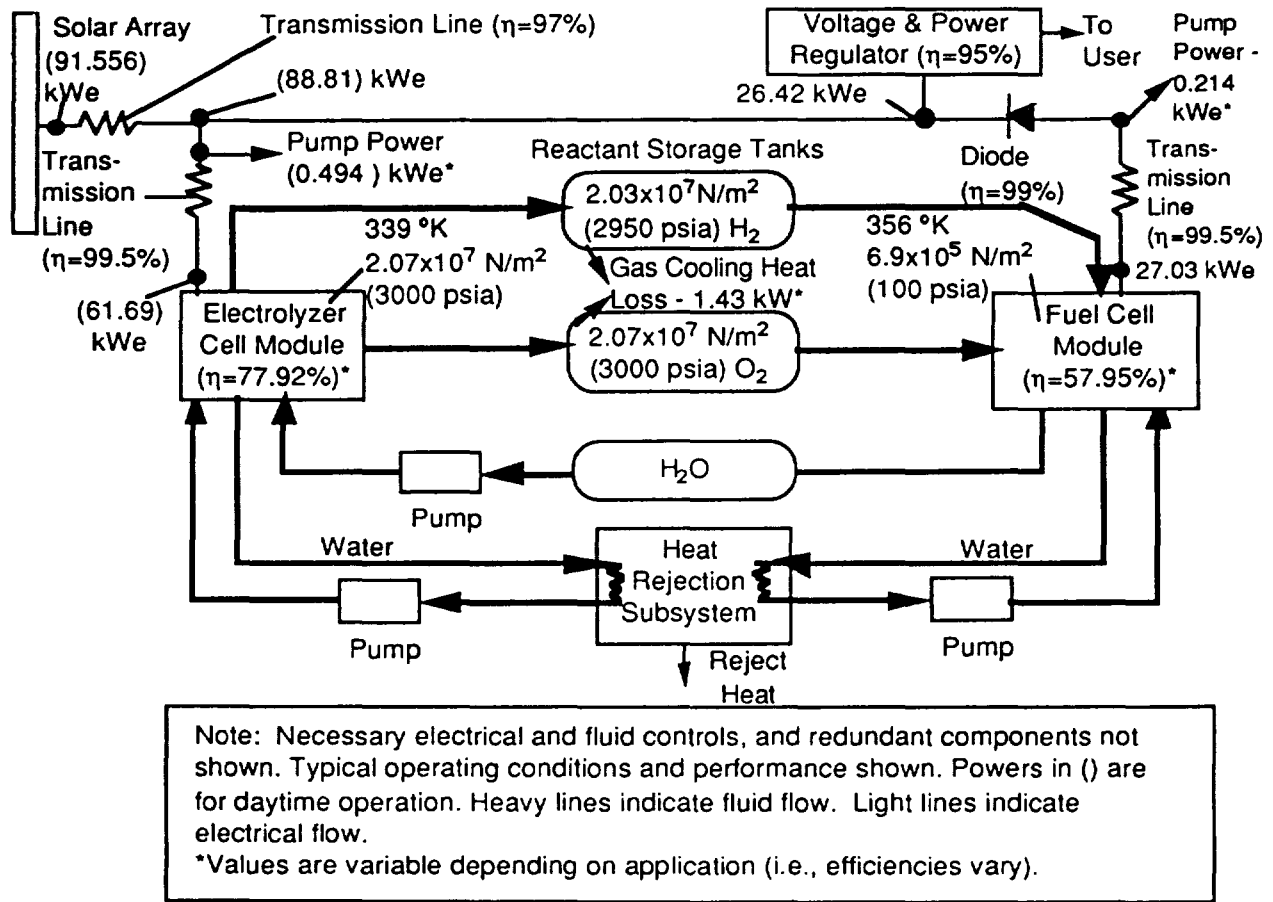 Solar Array
(91.556)
kWe
Transmission Line (η=97%)
(88.81) kWe
Voltage & Power
Regulator (η=95%)
To
User
Pump
Power -
0.214
kWe*
26.42 kWe
Trans-
mission
Line
(η=99.5%)
Pump Power
(0.494 ) kWe*
Reactant Storage Tanks
Diode
(η=99%)
Trans-
mission
Line
(η=99.5%)
27.03 kWe
339 °K
2.07x10⁷ N/m²
(3000 psia)
2.03x10⁷ N/m²
(2950 psia) H₂
356 °K
6.9x10⁵ N/m²
(100 psia)
Gas Cooling Heat
Loss - 1.43 kW*
(61.69)
kWe
Electrolyzer
Cell Module
(η=77.92%)*
2.07x10⁷ N/m²
(3000 psia) O₂
Fuel Cell
Module
(η=57.95%)*
H₂O
Pump
Water
Heat
Rejection
Subsystem
Water
Pump
Pump
Reject
Heat
Note: Necessary electrical and fluid controls, and redundant components not
shown. Typical operating conditions and performance shown. Powers in () are
for daytime operation. Heavy lines indicate fluid flow. Light lines indicate
electrical flow.
*Values are variable depending on application (i.e., efficiencies vary).